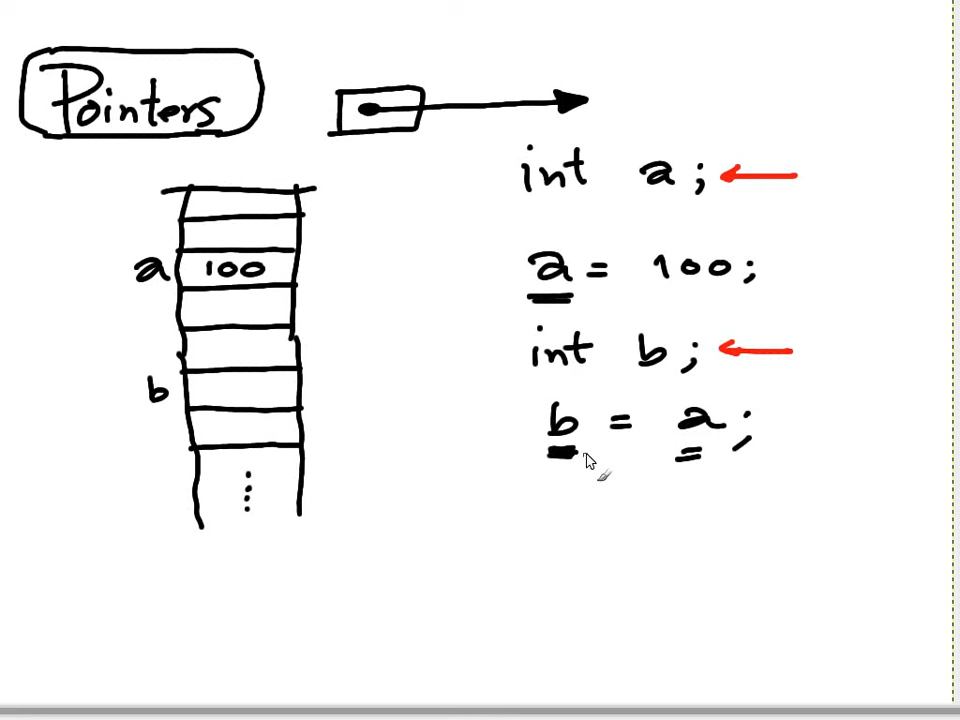 Pointers
int a;
a = 100;
a 100
int b;
b
b = a;